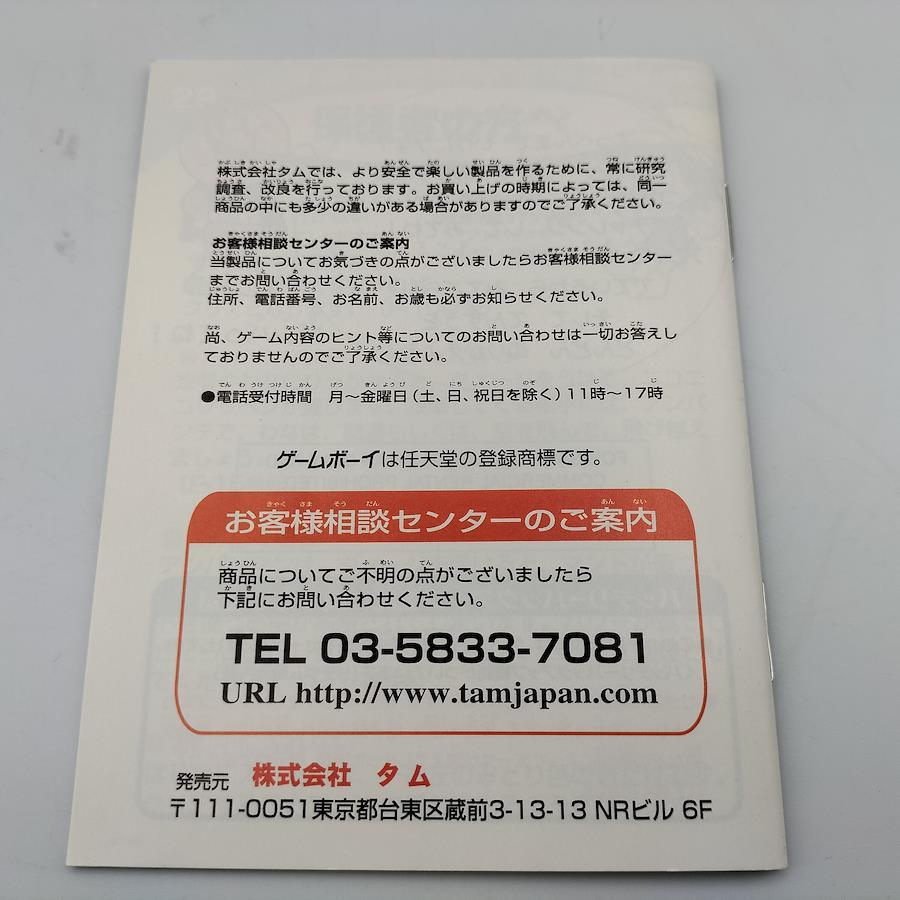 株式会社タムでは、より安全で楽しい製品を作るために、常に研究
調査、改良を行っております。お買い上げの時期によっては、同一
商品の中にも多少の違いがある場合がありますのでご了承ください。
お客様相談センターのご案内
当製品についてお気づきの点がございましたらお客様相談センター
までお問い合わせください。
住所、電話番号、お名前、お歳も必ずお知らせください。
尚、ゲーム内容のヒント等についてのお問い合わせは一切お答えし
ておりませんのでご了承ください。
●電話受付時間 月〜金曜日(土、日、祝日を除く)11時〜17時
ゲームボーイは任天堂の登録商標です。
お客様相談センターのご案内
商品についてご不明の点がございましたら
下記にお問い合わせください。
TEL 03-5833-7081
URL http://www.tamjapan.com
発売元 株式会社 タム
〒111-0051東京都台東区蔵前3-13-13 NRビル 6F